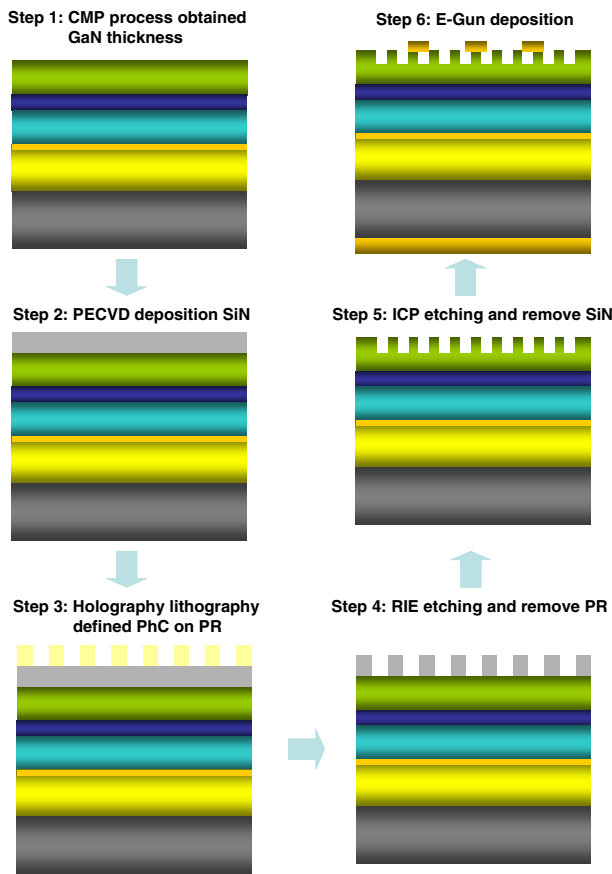 Step 1: CMP process obtained
GaN thickness
Step 2: PECVD deposition SiN
Step 3: Holography lithography
defined PhC on PR
Step 4: RIE etching and remove PR
Step 5: ICP etching and remove SiN
Step 6: E-Gun deposition